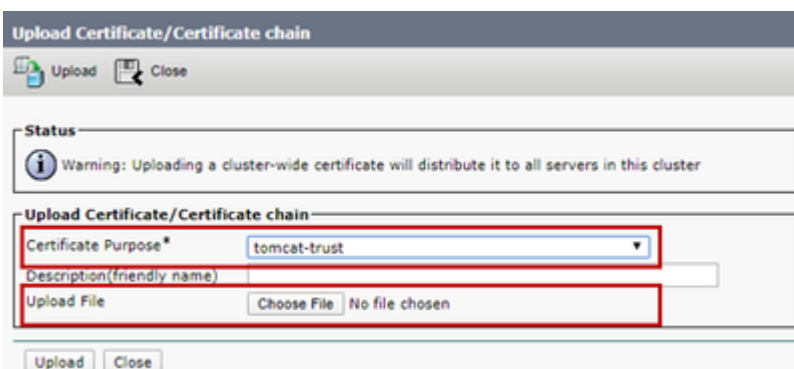 Upload Certificate/Certificate chain
Upload Close
Status
i Warning: Uploading a cluster-wide certificate will distribute it to all servers in this cluster
Upload Certificate/Certificate chain
Certificate Purpose* tomcat-trust
Description(friendly name)
Upload File Choose File No file chosen
Upload Close